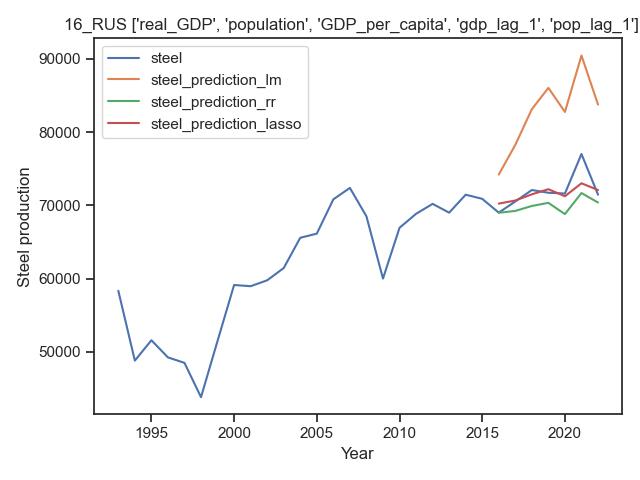 16_RUS ['real_GDP', 'population', 'GDP_per_capita', 'gdp_lag_1', 'pop_lag_1']
steel
steel_prediction_lm
steel_prediction_rr
steel_prediction_lasso
Steel production
90000
80000
70000
60000
50000
1995
2000
2005
2010
2015
2020
Year